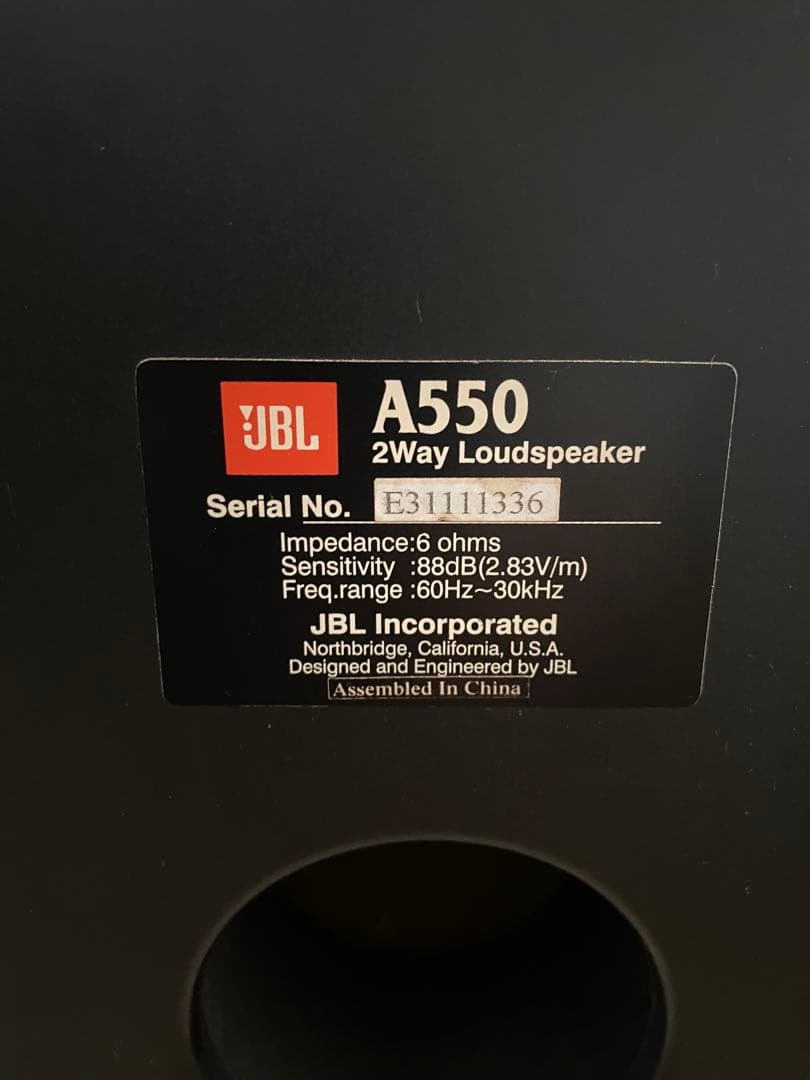 JBL
A550
2Way Loudspeaker
Serial No. E31111336
Impedance:6 ohms
Sensitivity :88dB(2.83V/m)
Freq.range :60Hz~30kHz
JBL Incorporated
Northbridge, California, U.S.A.
Designed and Engineered by JBL
Assembled In China